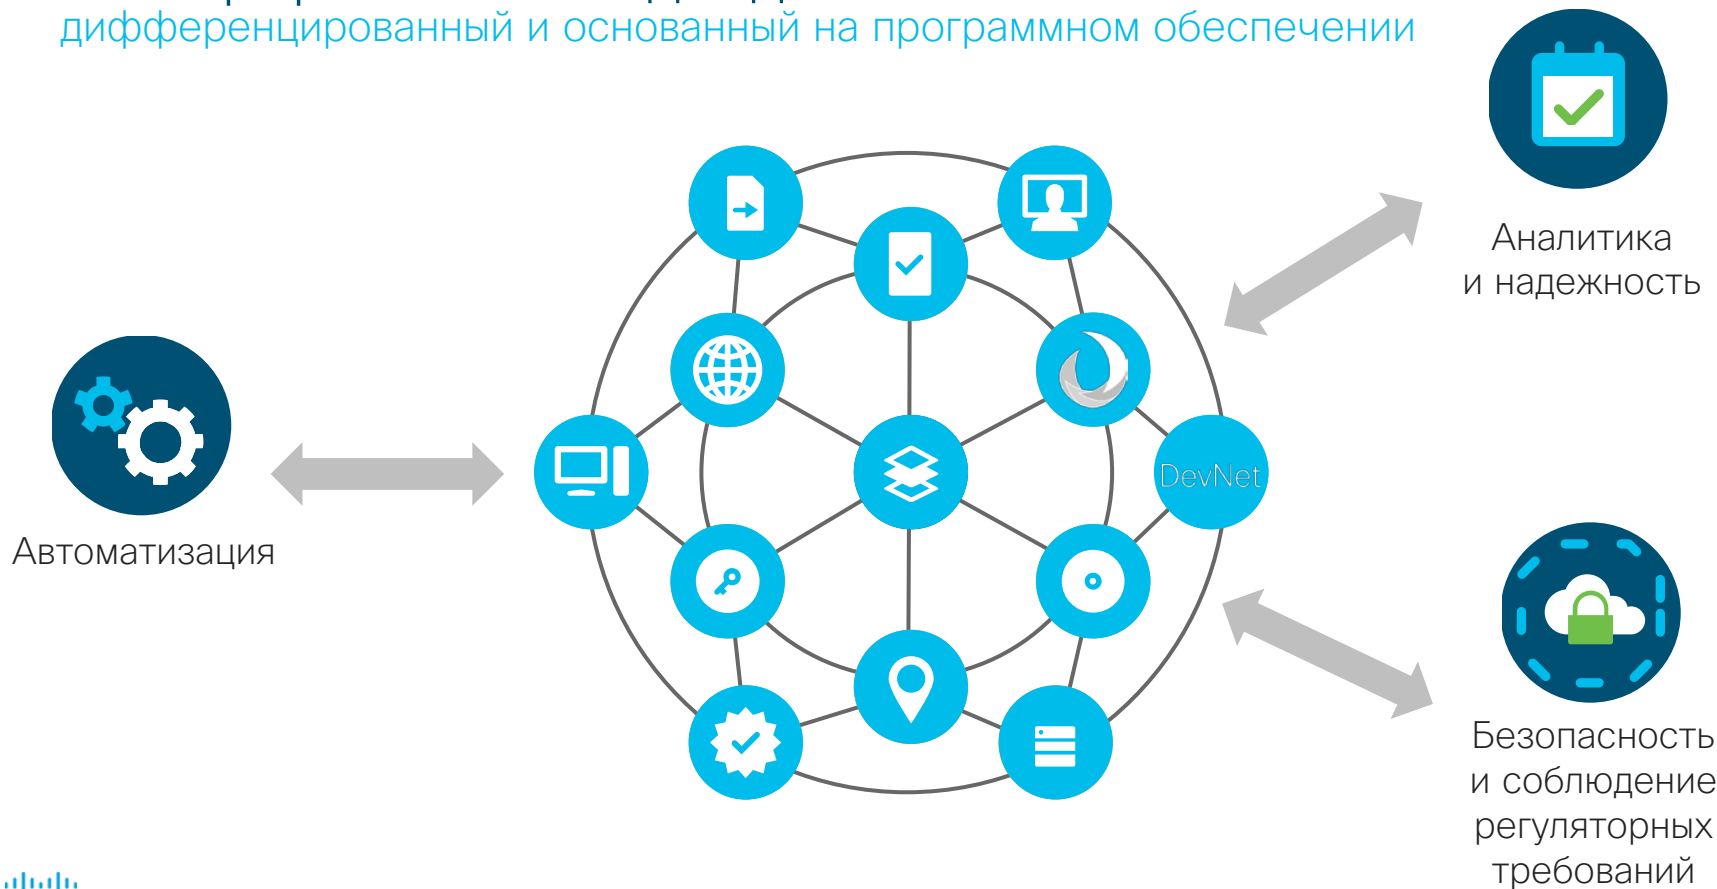 дифференцированный и основанный на программном обеспечении
Аналитика
и надежность
DevNet
Автоматизация
Безопасность
и соблюдение
регуляторных
требований